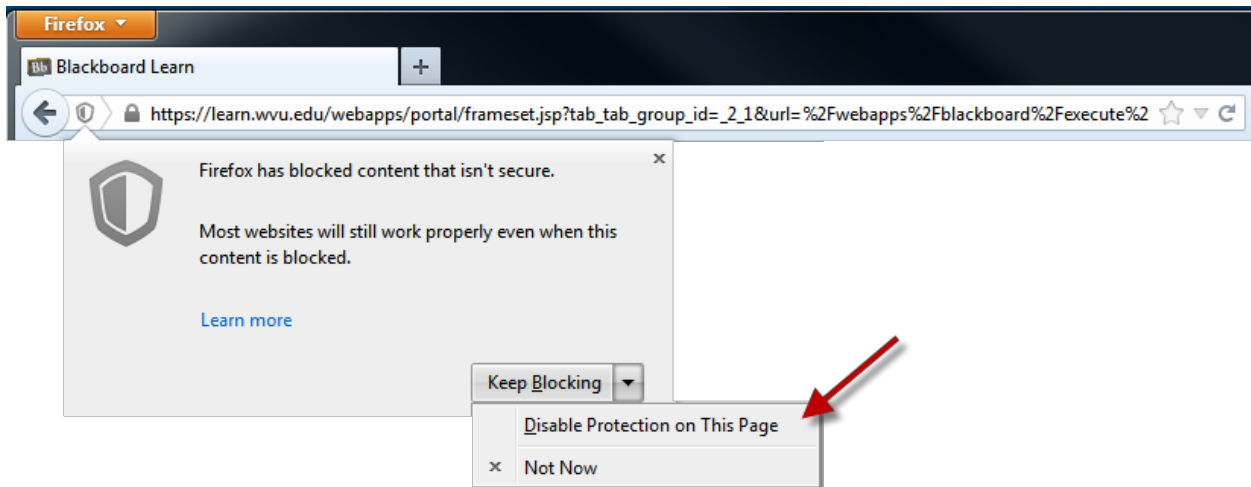 Firefox
Bb Blackboard Learn
https://learn.wvu.edu/webapps/portal/frameset.jsp?tab_tab_group_id=_2_1&url=%2Fwebapps%2Fblackboard%2Fexecute%2
Firefox has blocked content that isn't secure.
Most websites will still work properly even when this
content is blocked.
Learn more
Keep Blocking
Disable Protection on This Page
Not Now